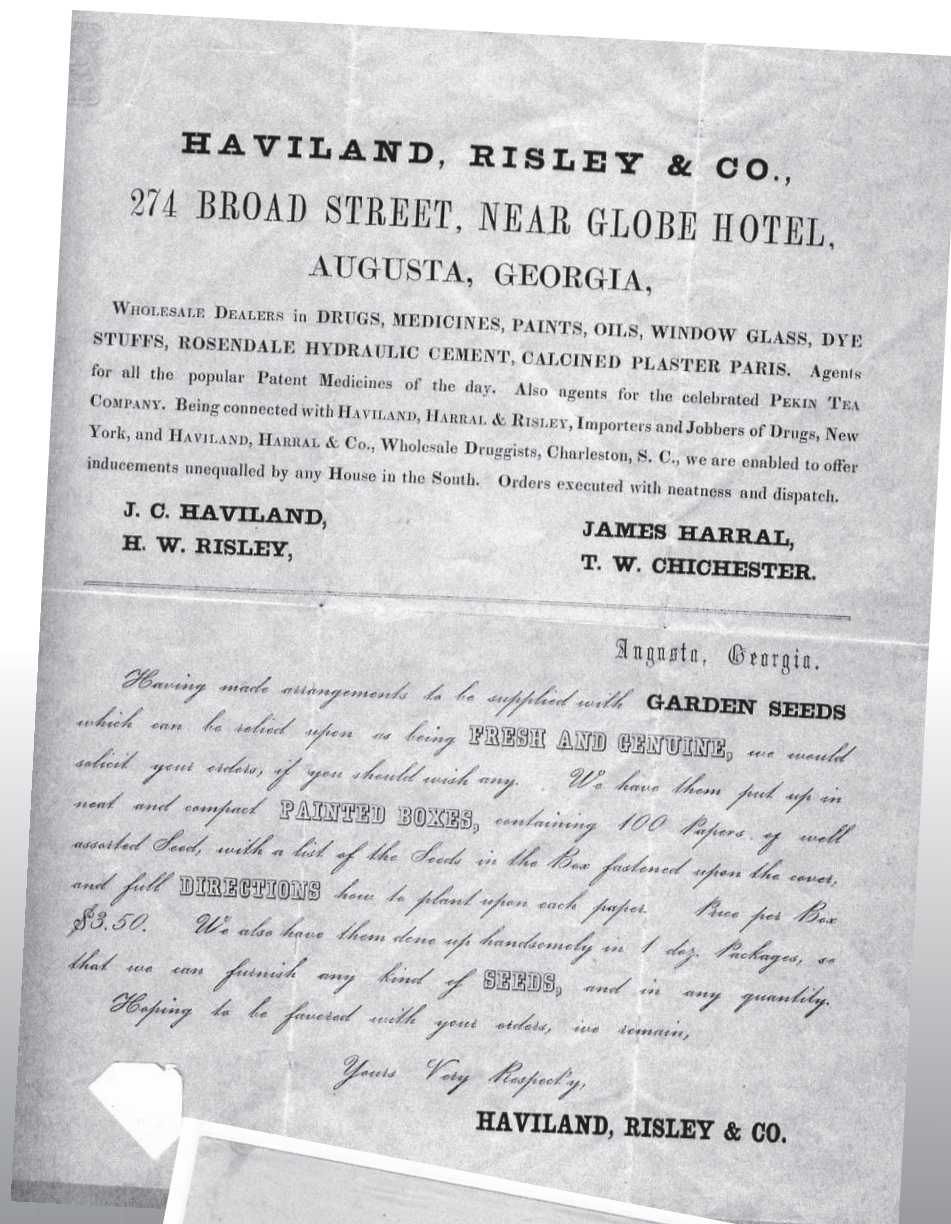 HAVILAND, RISLEY & CO.,
274 BROAD STREET, NEAR GLOBE HOTEL,
AUGUSTA, GEORGIA,
WHOLESALE DEALERS in DRUGS, MEDICINES, PAINTS, OILS, WINDOW GLASS, DYE
STUFFS, ROSENDALE HYDRAULIC CEMENT, CALCINED PLASTER PARIS. Agents
for all the popular Patent Medicines of the day. Also agents for the celebrated PEKIN TEA
COMPANY. Being connected with HAVILAND, HARRAL & RISLEY, Importers and Jobbers of Drugs, New
York, and HAVILAND, HARRAL & Co., Wholesale Druggists, Charleston, S. C., we are enabled to offer
inducements unequalled by any House in the South. Orders executed with neatness and dispatch.
J. C. HAVILAND, JAMES HARRAL,
H. W. RISLEY, T. W. CHICHESTER.
Augusta, Georgia.
Having made arrangements to be supplied with GARDEN SEEDS
which can be relied upon as being FRESH AND GENUINE, we would
solicit your orders, if you should wish any. We have them put up in
neat and compact PAINTED BOXES, containing 100 Papers of well
assorted Seed, with a list of the Seeds in the Box fastened upon the cover,
and full DIRECTIONS how to plant upon each paper. Price per Box
$3.50. We also have them done up handsomely in 1 doz. Packages, so
that we can furnish any kind of SEEDS, and in any quantity.
Hoping to be favored with your orders, we remain,
Yours Very Respect'y,
HAVILAND, RISLEY & CO.